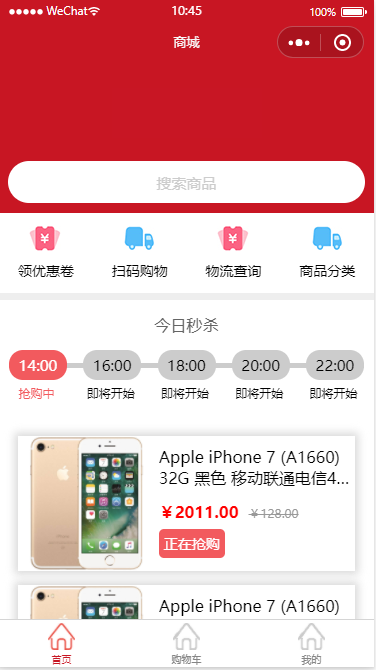 WeChat 10:45 100%
商城
搜索商品
领优惠卷 扫码购物 物流查询 商品分类
今日秒杀
14:00 16:00 18:00 20:00 22:00
抢购中 即将开始 即将开始 即将开始 即将开始
Apple iPhone 7 (A1660)
32G 黑色 移动联通电信4...
￥2011.00 ￥128.00
正在抢购
Apple iPhone 7 (A1660)
首页 购物车 我的